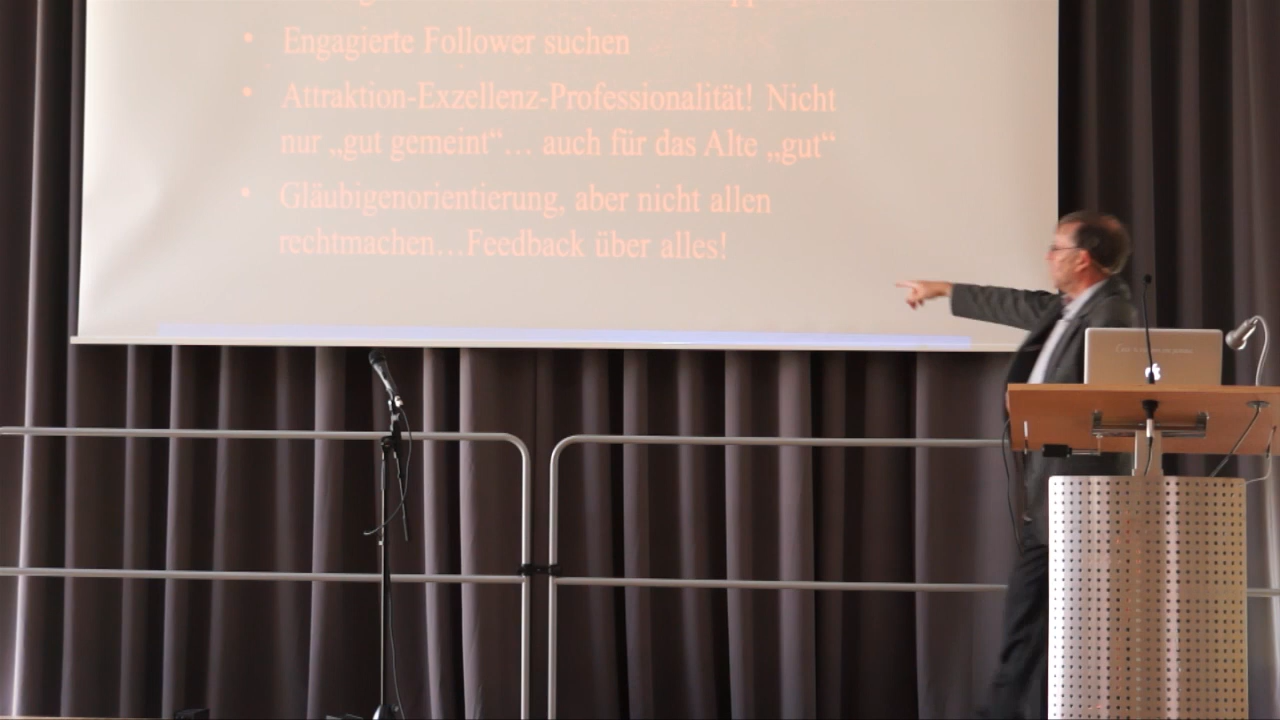 • Engagierte Follower suchen
• Attraktion-Exzellenz-Professionalität! Nicht
nur „gut gemeint“… auch für das Alte „gut“
• Gläubigenorientierung, aber nicht allen
rechtmachen…Feedback über alles!